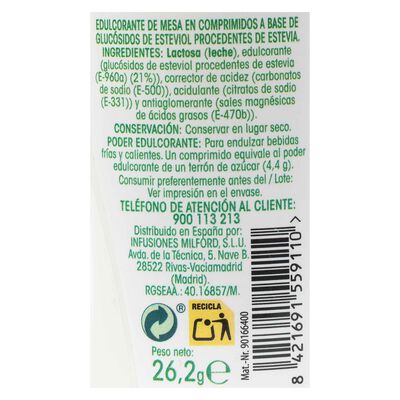 EDULCORANTE DE MESA EN COMPRIMIDOS A BASE DE
GLUCÓSIDOS DE ESTEVIOL PROCEDENTES DE ESTEVIA.
INGREDIENTES: Lactosa (leche), edulcorante
(glucósidos de esteviol procedentes de estevia
(E-960a) (21%)), corrector de acidez (carbonatos
de sodio (E-500)), acidulante (citratos de sodio
(E-331)) y antiaglomerante (sales magnésicas
de ácidos grasos (E-470b)).
CONSERVACIÓN: Conservar en lugar seco.
PODER EDULCORANTE: Para endulzar bebidas
frías y calientes. Un comprimido equivale al poder
edulcorante de un terrón de azúcar (4,4 g).
Consumir preferentemente antes del / Lote:
Ver impresión en el envase.
TELÉFONO DE ATENCIÓN AL CLIENTE:
900 113 213
Distribuido en España por:
INFUSIONES MILFORD, S.L.U.
Avda. de la Técnica, 5. Nave B.
28522 Rivas-Vaciamadrid
(Madrid).
RGSEAA.: 40.16857/M.
®
RECICLA
Peso neto:
26,2g e
Mat.-Nr. 90166400
8 421691 559110 >